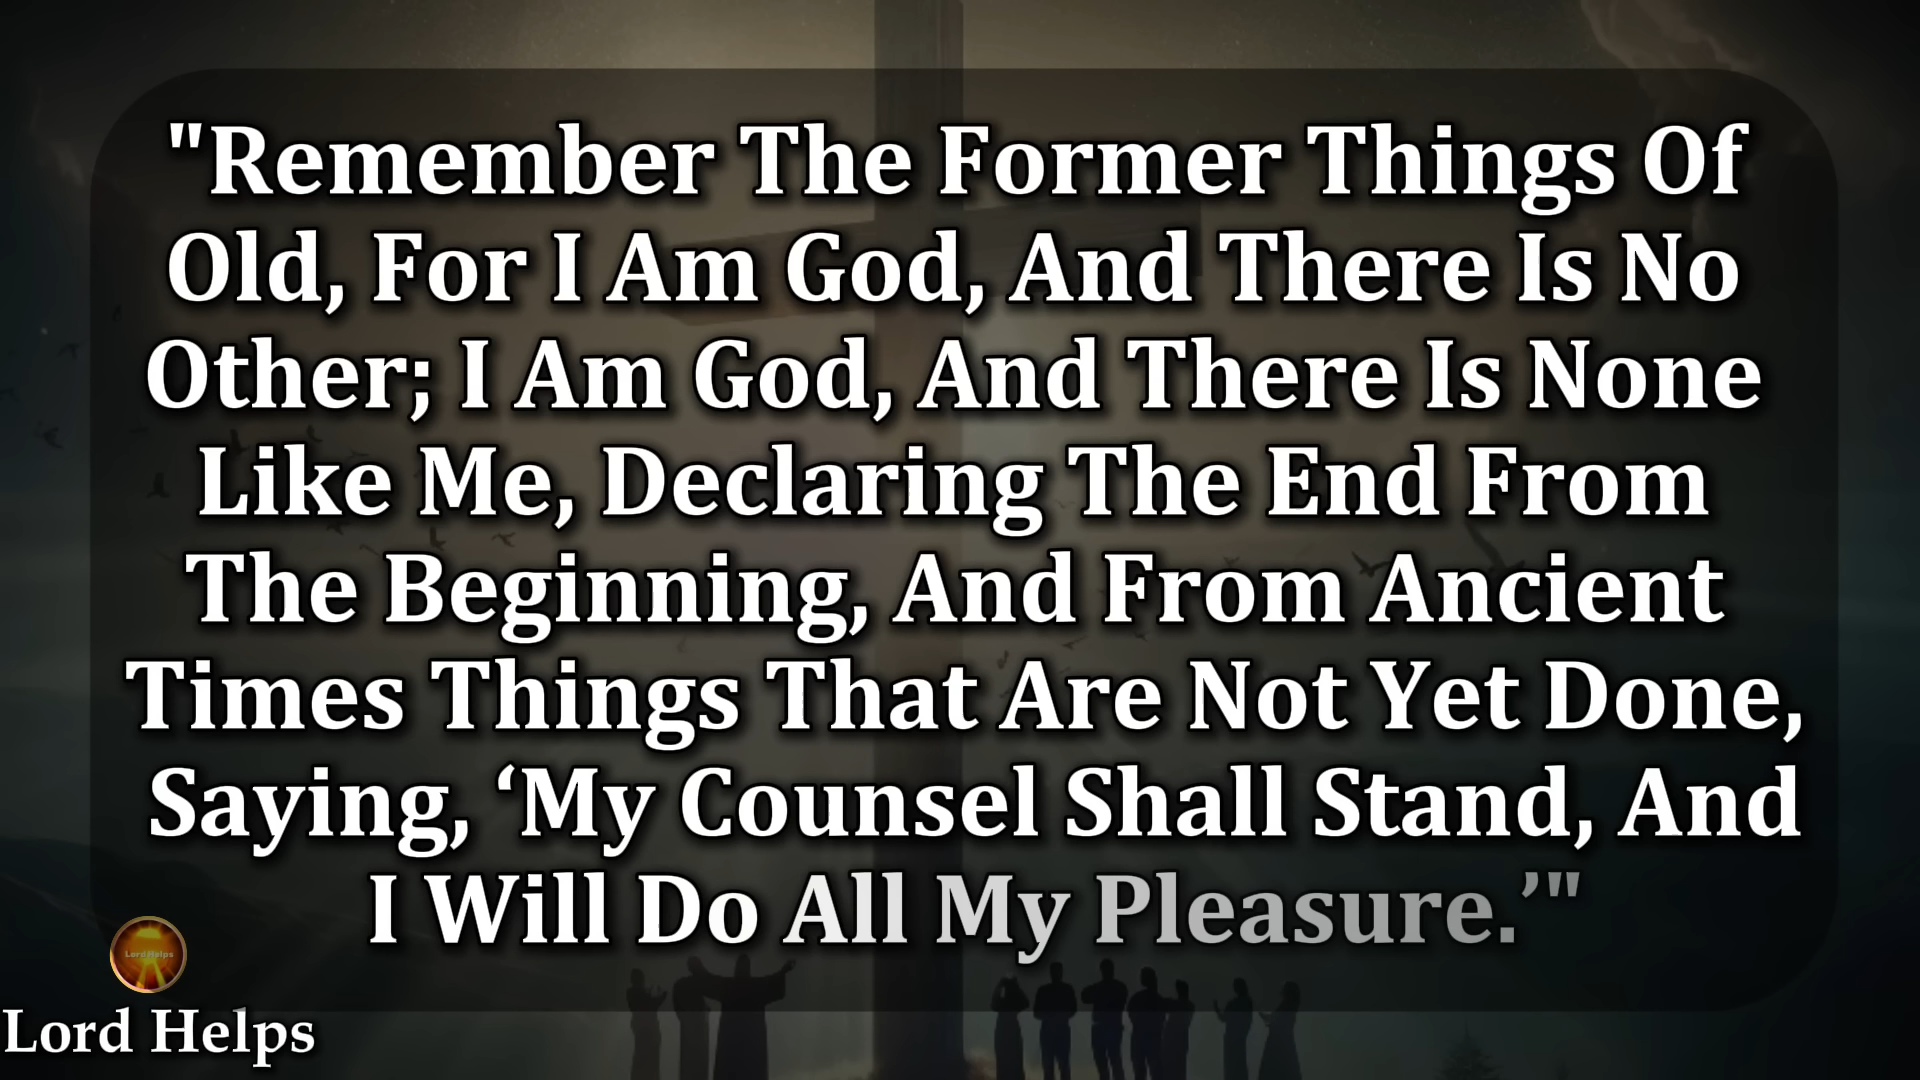 "Remember The Former Things Of
Old, For I Am God, And There Is No
Other; I Am God, And There Is None
Like Me, Declaring The End From
The Beginning, And From Ancient
Times Things That Are Not Yet Done,
Saying, ‘My Counsel Shall Stand, And
I Will Do All My Pleasure.’"
Lord Helps
Lord Helps